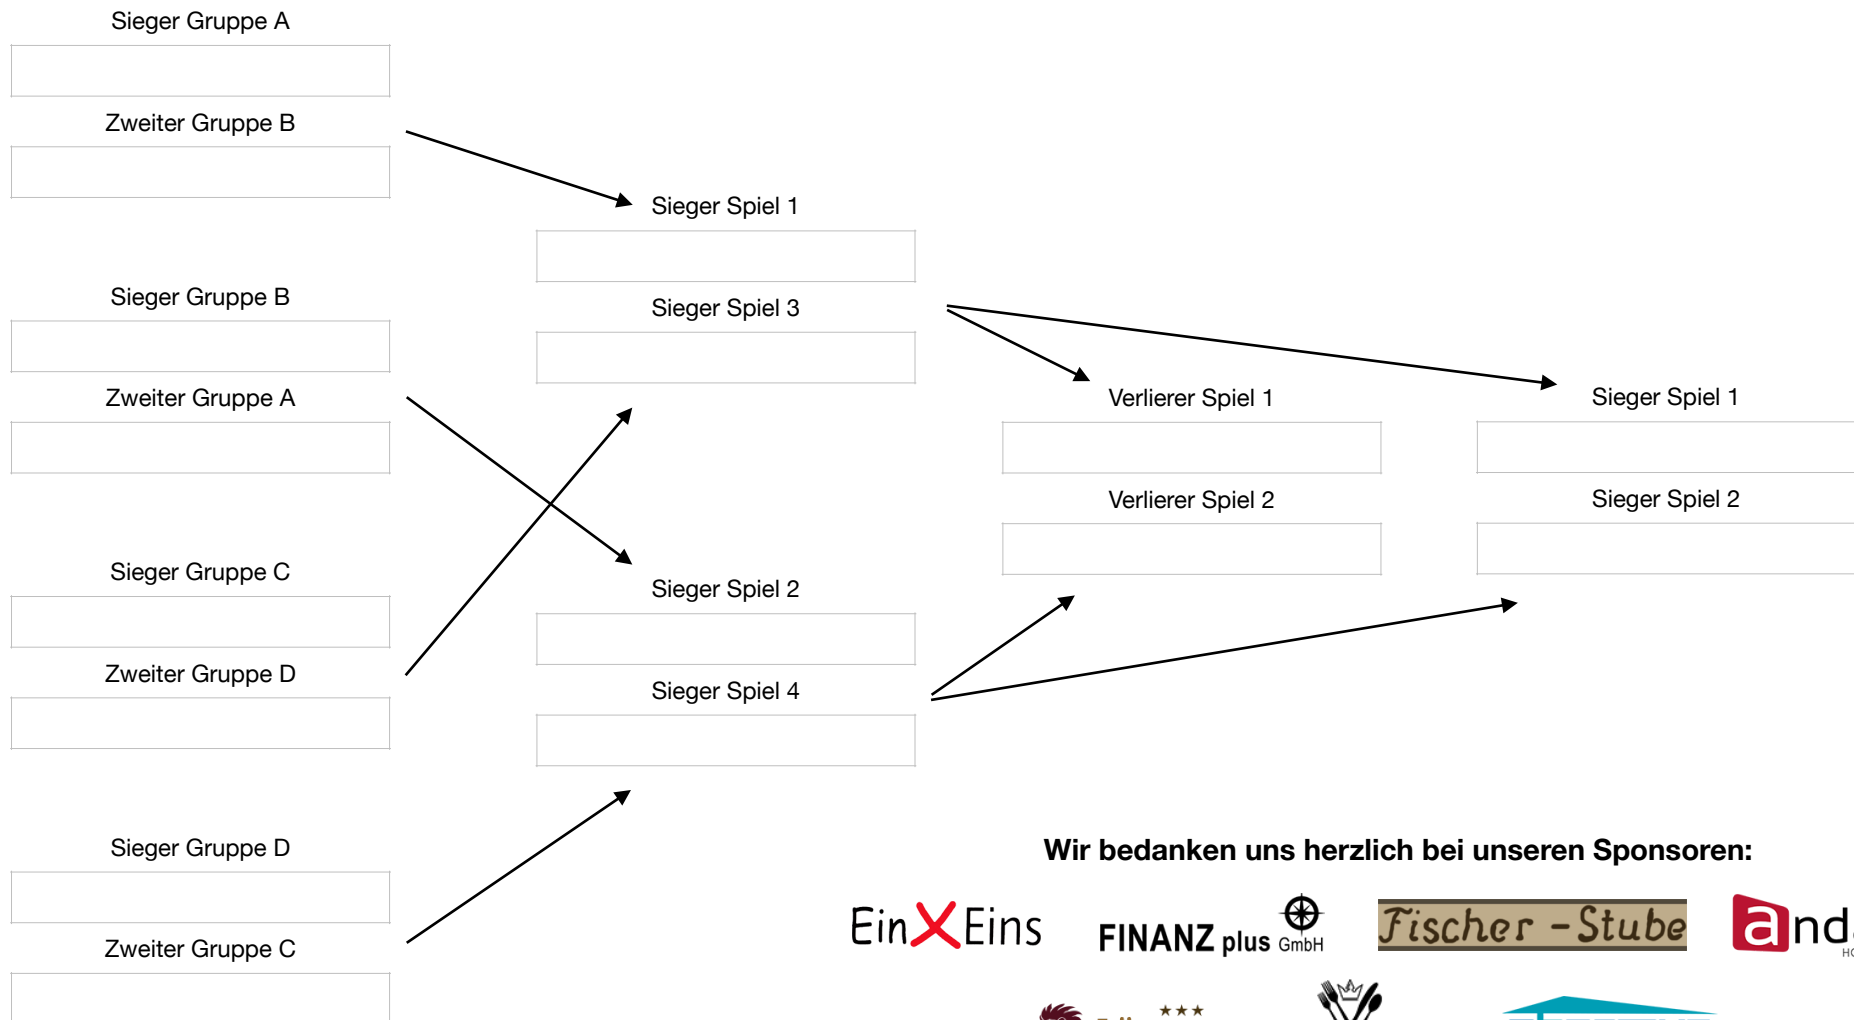 Sieger Gruppe A
Zweiter Gruppe B
Sieger Gruppe B
Zweiter Gruppe A
Sieger Gruppe C
Zweiter Gruppe D
Sieger Gruppe D
Zweiter Gruppe C
Sieger Spiel 1
Sieger Spiel 3
Sieger Spiel 2
Sieger Spiel 4
Verlierer Spiel 1
Verlierer Spiel 2
Sieger Spiel 1
Sieger Spiel 2
Wir bedanken uns herzlich bei unseren Sponsoren:
EinXEins
FINANZ plus GmbH
Fischer - Stube